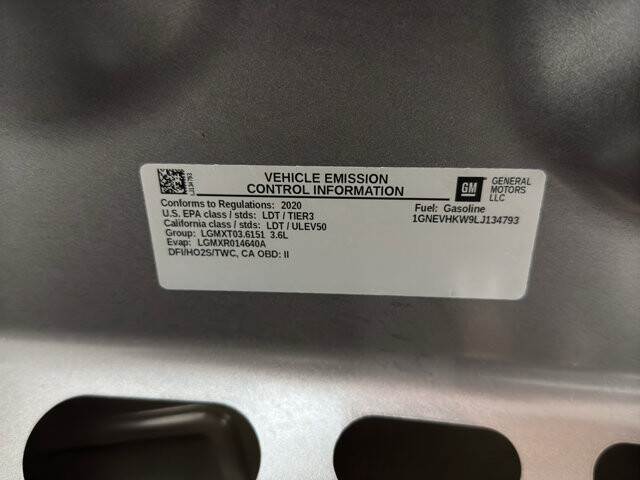 VEHICLE EMISSION
CONTROL INFORMATION
GM
GENERAL
MOTORS
LLC
LJ134793
Conforms to Regulations: 2020
U.S. EPA class / stds: LDT / TIER3
California class / stds: LDT / ULEV50
Group: LGMXT03.6151 3.6L
Evap: LGMXR014640A
DFI/HO2S/TWC, CA OBD: II
Fuel: Gasoline
1GNEVHKW9LJ134793